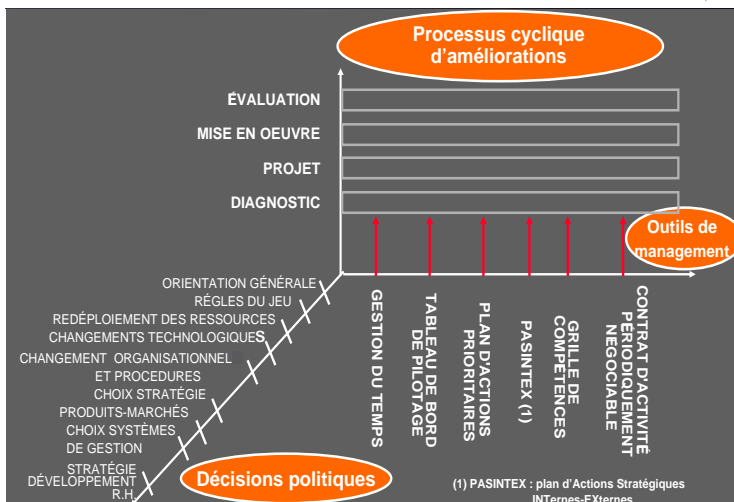 Processus cyclique
d'améliorations
ÉVALUATION
MISE EN OEUVRE
PROJET
DIAGNOSTIC
Outils de
management
ORIENTATION GÉNÉRALE
RÉGLES DU JEU
REDÉPLOIEMENT DES RESSOURCES
CHANGEMENTS TECHNOLOGIQUES
CHANGEMENT ORGANISATIONNEL
ET PROCEDURES
CHOIX STRATÉGIE
PRODUITS-MARCHÉS
CHOIX SYSTÈMES
DE GESTION
STRATÉGIE
DÉVELOPPEMENT
R.H.
Décisions politiques
GESTION DU TEMPS
TABLEAU DE BORD
DE PILOTAGE
PLAN D'ACTIONS
PRIORITAIRES
PASINTEX (1)
GRILLE DE
COMPÉTENCES
CONTRAT D'ACTIVITÉ
PÉRIODIQUEMENT
NÉGOCIABLE
(1) PASINTEX : plan d'Actions Stratégiques
INTernes-EXternes